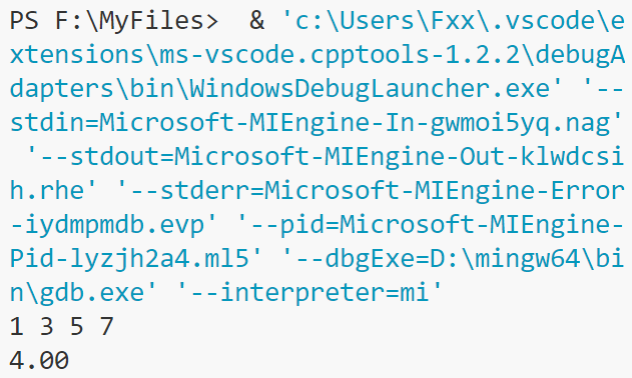 PS F:\MyFiles>  & 'c:\Users\Fxx\.vscode\e
xtensions\ms-vscode.cpptools-1.2.2\debugA
dapters\bin\WindowsDebugLauncher.exe' '--
stdin=Microsoft-MIEngine-In-gwmoi5yq.nag'
 '--stdout=Microsoft-MIEngine-Out-klwdcsi
h.rhe' '--stderr=Microsoft-MIEngine-Error
-iydmpmdb.evp' '--pid=Microsoft-MIEngine-
Pid-lyzjh2a4.ml5' '--dbgExe=D:\mingw64\bi
n\gdb.exe' '--interpreter=mi'
1 3 5 7
4.00